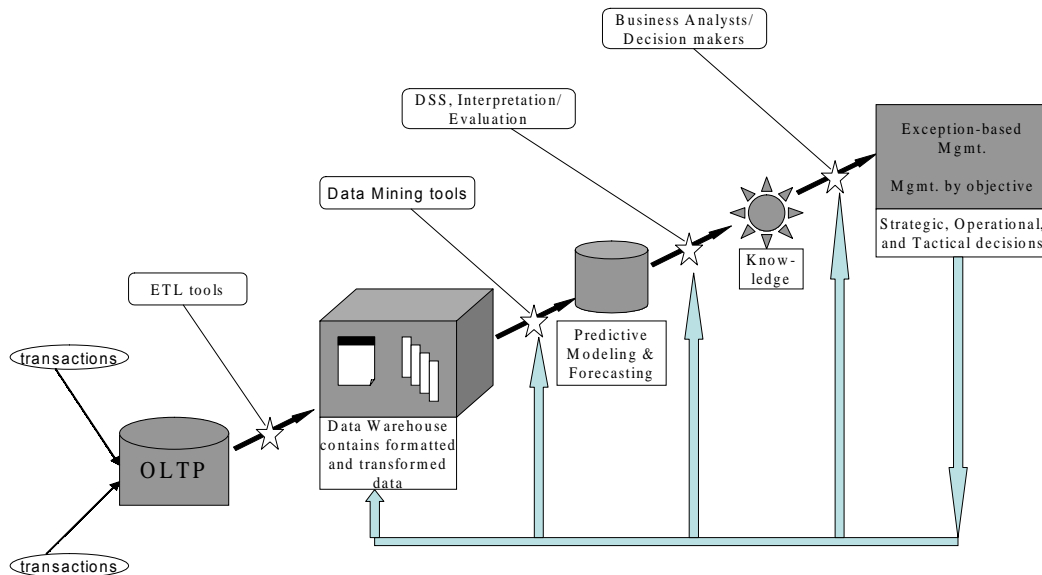 Business Analysts/
Decision makers
DSS, Interpretation/
Evaluation
Exception-based
Mgmt.
Mgmt. by objective
Data Mining tools
Strategic, Operational,
and Tactical decisions
Know-
ledge
ETL tools
Predictive
Modeling &
Forecasting
transactions
Data Warehouse
contains formatted
and transformed
data
OLTP
transactions